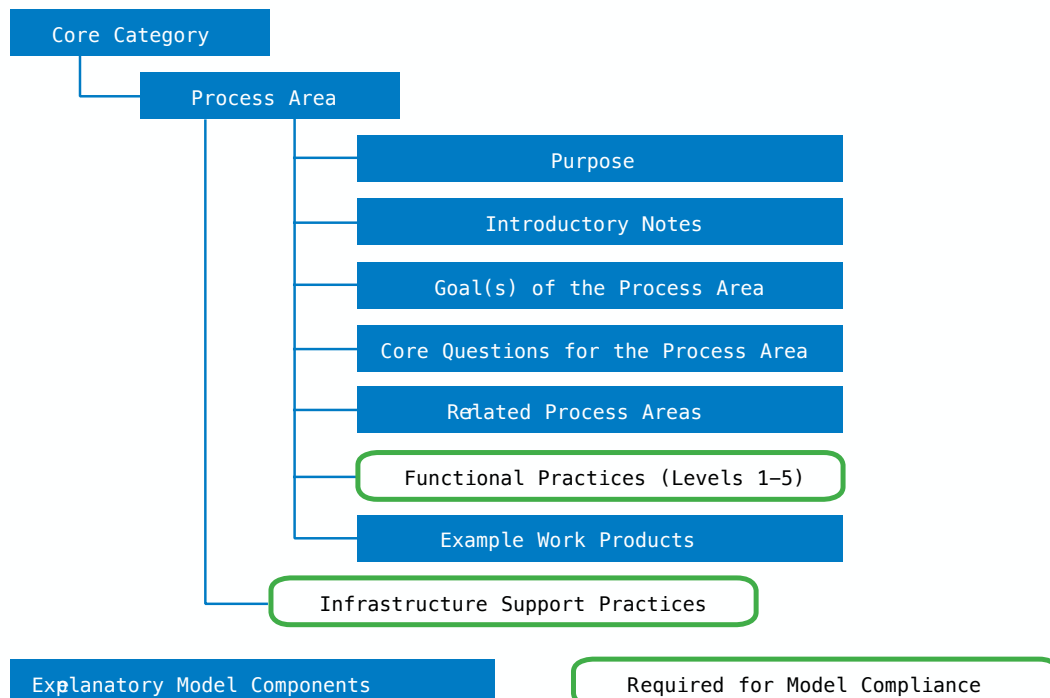 Core Category
Process Area
Purpose
Introductory Notes
Goal(s) of the Process Area
Core Questions for the Process Area
Related Process Areas
Functional Practices (Levels 1–5)
Example Work Products
Infrastructure Support Practices
Explanatory Model Components
Required for Model Compliance